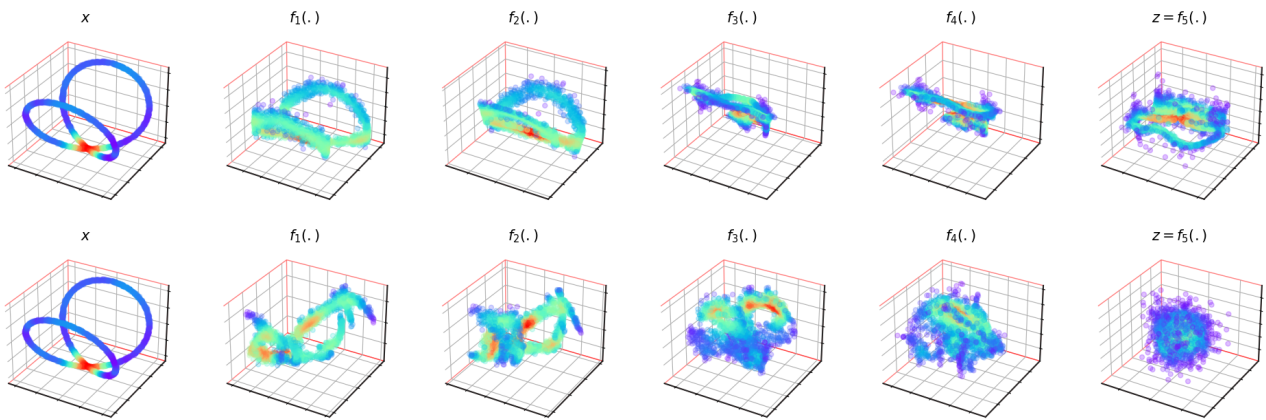 x f₁(.) f₂(.) f₃(.) f₄(.) z = f₅(.)
x f₁(.) f₂(.) f₃(.) f₄(.) z = f₅(.)